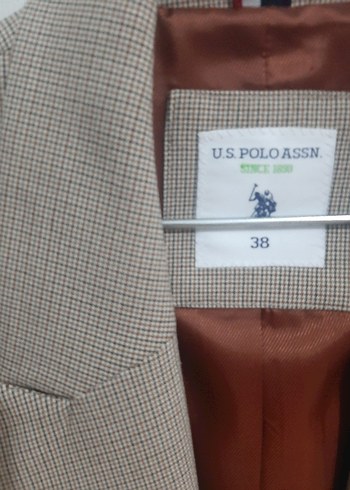 U.S. POLO ASSN.
SINCE 1890
38